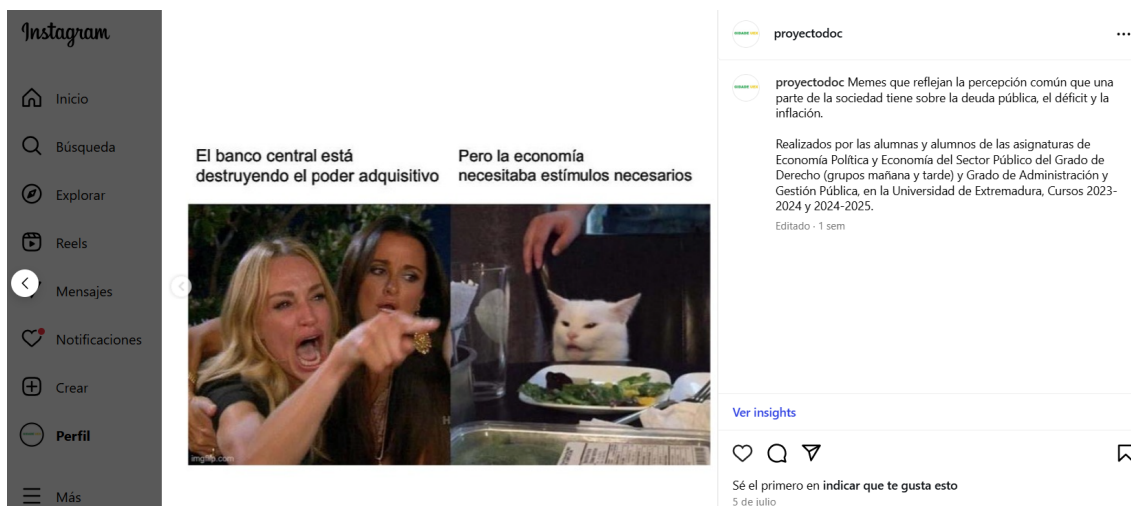 Instagram
Inicio
Búsqueda
Explorar
Reels
Mensajes
Notificaciones
Crear
Perfil
Más
El banco central está
destruyendo el poder adquisitivo
Pero la economía
necesitaba estímulos necesarios
imgflip.com
proyectodoc
proyectodoc Memes que reflejan la percepción común que una
parte de la sociedad tiene sobre la deuda pública, el déficit y la
inflación.
Realizados por las alumnas y alumnos de las asignaturas de
Economía Política y Economía del Sector Público del Grado de
Derecho (grupos mañana y tarde) y Grado de Administración y
Gestión Pública, en la Universidad de Extremadura, Cursos 2023-
2024 y 2024-2025.
Editado · 1 sem
Ver insights
Sé el primero en indicar que te gusta esto
5 de julio